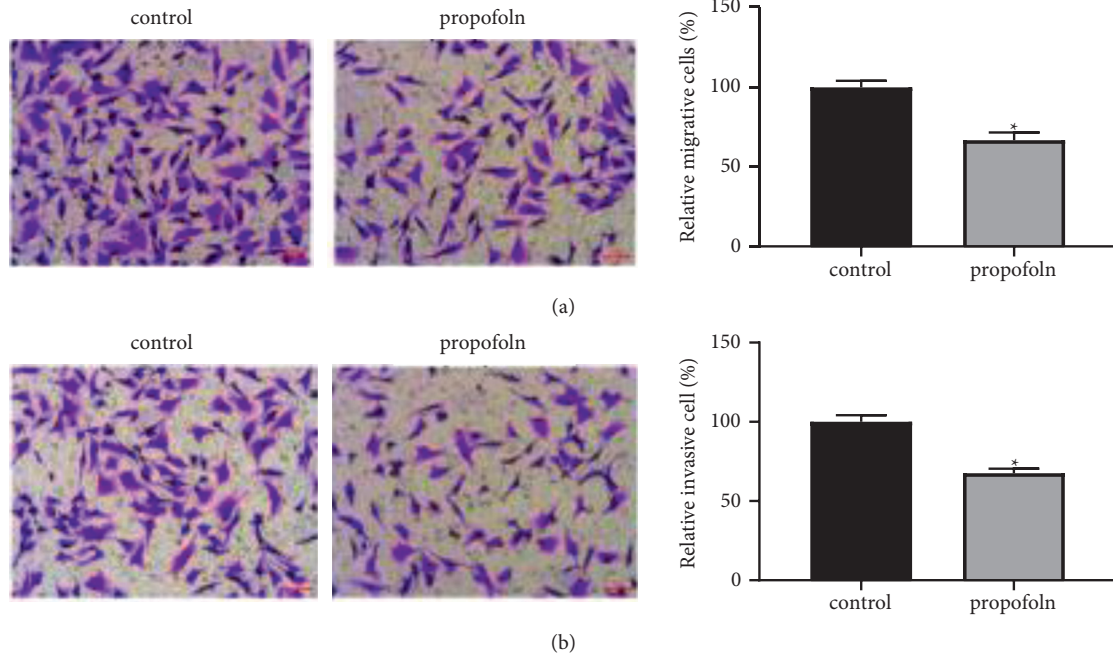 control
propofoln
Relative migrative cells (%)
150
100
50
0
control
propofoln
*
(a)
control
propofoln
Relative invasive cell (%)
150
100
50
0
control
propofoln
*
(b)